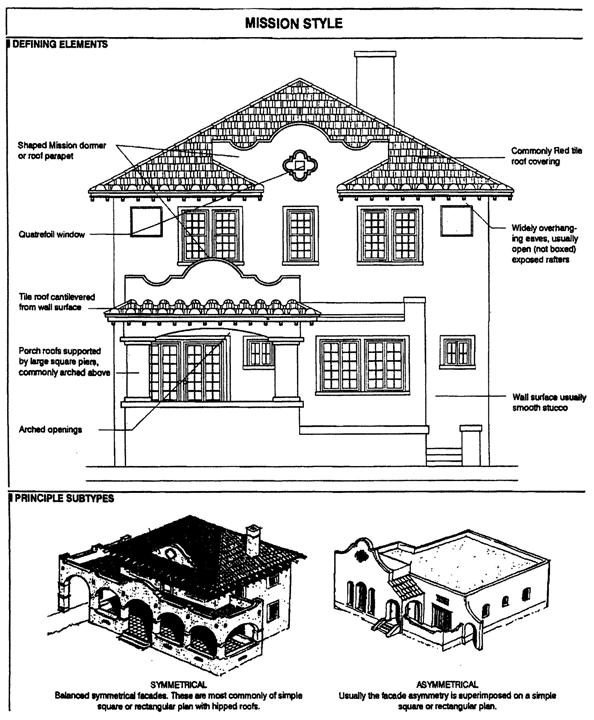 MISSION STYLE
DEFINING ELEMENTS
Shaped Mission dormer
or roof parapet
Commonly Red tile
roof covering
Quatrefoil window
Widely overhang-
ing eaves, usually
open (not boxed)
exposed rafters
Tile roof cantilevered
from wall surface
Porch roofs supported
by large square piers,
commonly arched above
Wall surface usually
smooth stucco
Arched openings
PRINCIPLE SUBTYPES
SYMMETRICAL
Balanced symmetrical facades. These are most commonly of simple
square or rectangular plan with hipped roofs.
ASYMMETRICAL
Usually the facade asymmetry is superimposed on a simple
square or rectangular plan.